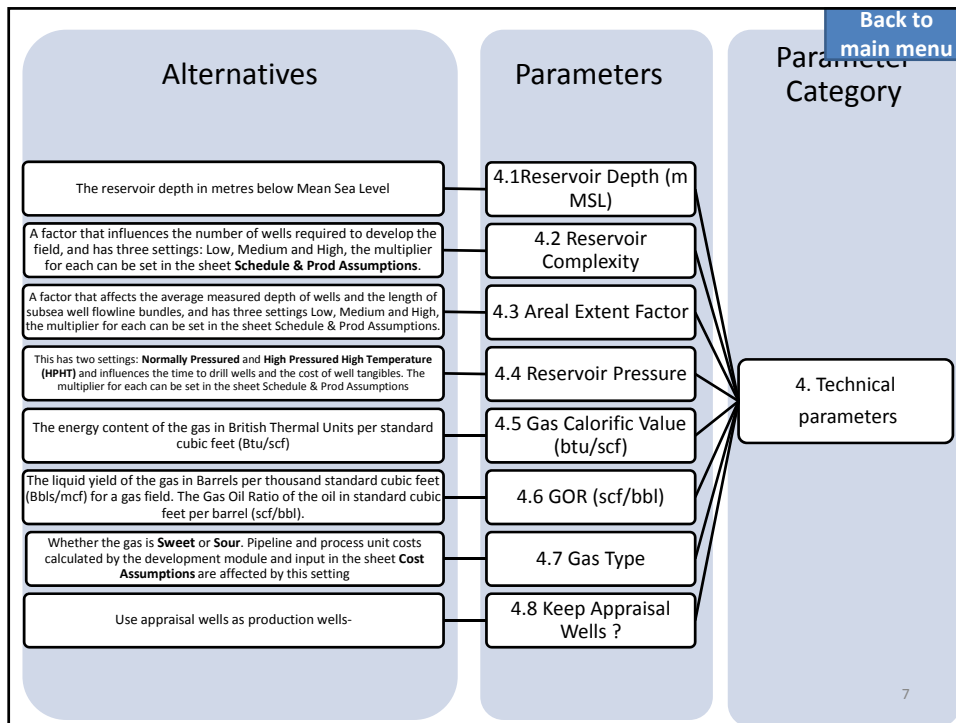 Back to
main menu
Alternatives
Parameters
Parameter
Category
The reservoir depth in metres below Mean Sea Level
4.1Reservoir Depth (m
MSL)
A factor that influences the number of wells required to develop the
field, and has three settings: Low, Medium and High, the multiplier
for each can be set in the sheet Schedule & Prod Assumptions.
4.2 Reservoir
Complexity
A factor that affects the average measured depth of wells and the length of
subsea well flowline bundles, and has three settings Low, Medium and High,
the multiplier for each can be set in the sheet Schedule & Prod Assumptions.
4.3 Areal Extent Factor
This has two settings: Normally Pressured and High Pressured High Temperature
(HPHT) and influences the time to drill wells and the cost of well tangibles. The
multiplier for each can be set in the sheet Schedule & Prod Assumptions
4.4 Reservoir Pressure
The energy content of the gas in British Thermal Units per standard
cubic feet (Btu/scf)
4.5 Gas Calorific Value
(btu/scf)
The liquid yield of the gas in Barrels per thousand standard cubic feet
(Bbls/mcf) for a gas field. The Gas Oil Ratio of the oil in standard cubic
feet per barrel (scf/bbl).
4.6 GOR (scf/bbl)
Whether the gas is Sweet or Sour. Pipeline and process unit costs
calculated by the development module and input in the sheet Cost
Assumptions are affected by this setting
4.7 Gas Type
Use appraisal wells as production wells-
4.8 Keep Appraisal
Wells ?
4. Technical
parameters
7